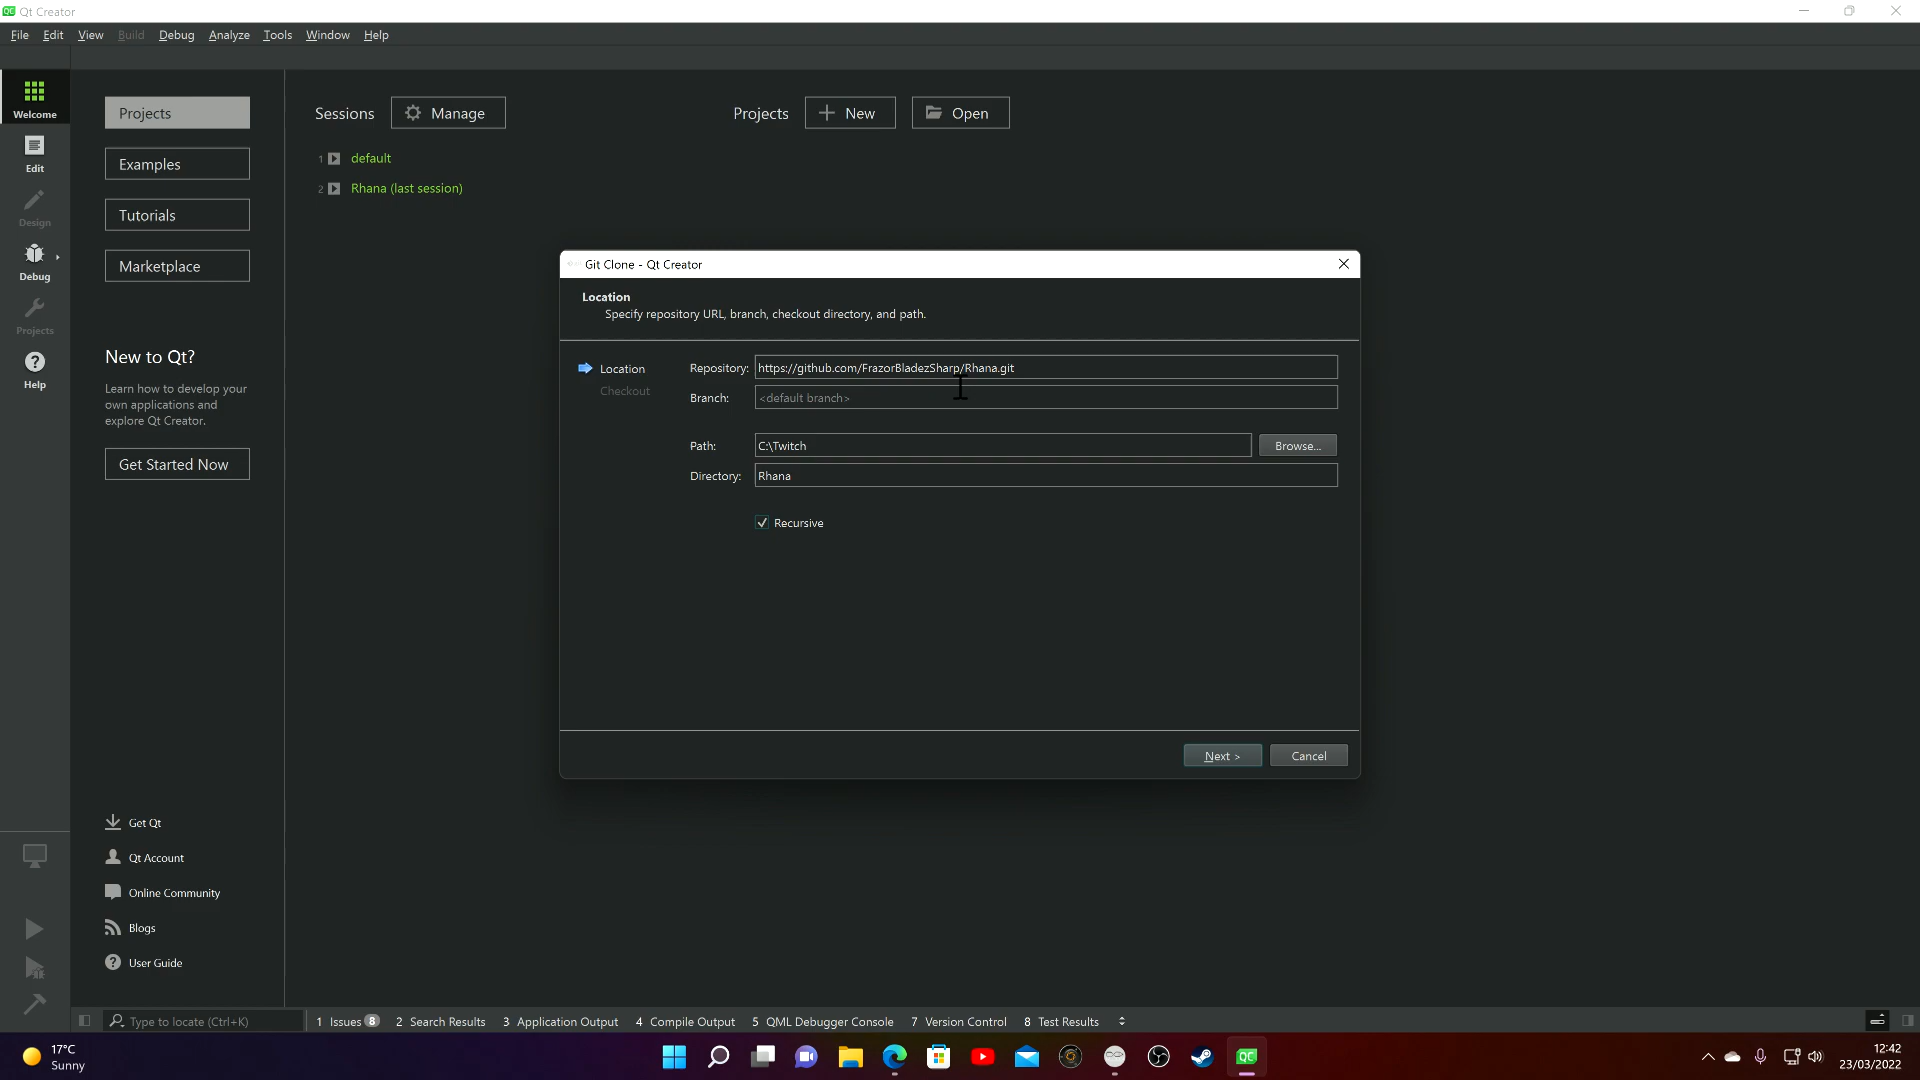 Qt Creator
File Edit View Build Debug Analyze Tools Window Help
Welcome
Edit
Design
Debug
Projects
Help
Projects
Examples
Tutorials
Marketplace
New to Qt?
Learn how to develop your
own applications and
explore Qt Creator.
Get Started Now
Get Qt
Qt Account
Online Community
Blogs
User Guide
Sessions Manage
1 default
2 Rhana (last session)
Projects New Open
Git Clone - Qt Creator
Location
Specify repository URL, branch, checkout directory, and path.
Location
Checkout
Repository: https://github.com/FrazorBladezSharp/Rhana.git
Branch: <default branch>
Path: C:\Twitch Browse...
Directory: Rhana
Recursive
Next > Cancel
Type to locate (Ctrl+K) 1 Issues 8 2 Search Results 3 Application Output 4 Compile Output 5 QML Debugger Console 7 Version Control 8 Test Results
17°C
Sunny
12:42
23/03/2022